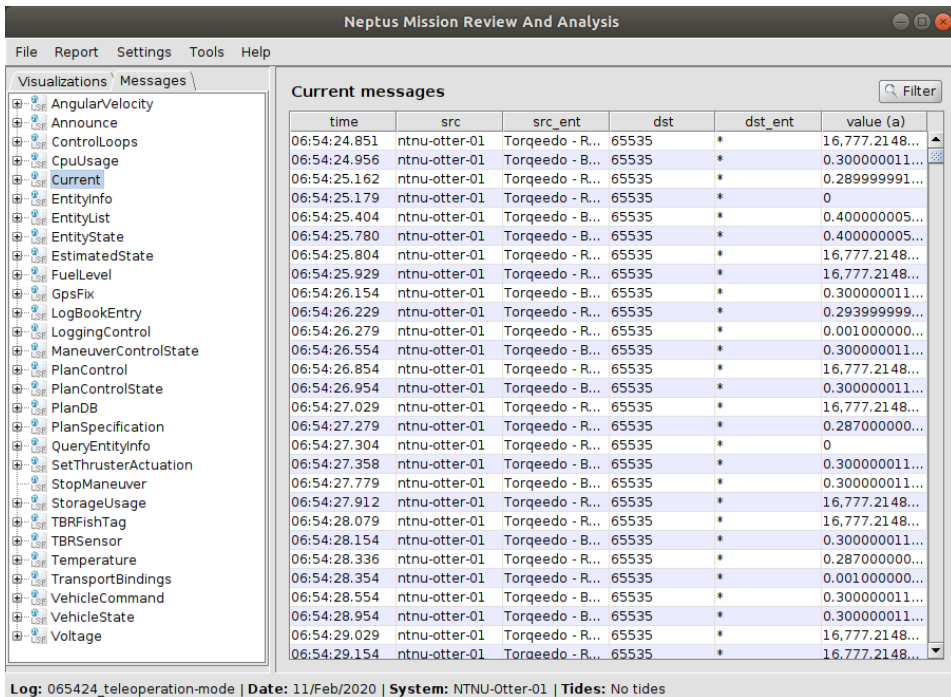 Neptus Mission Review And Analysis
File Report Settings Tools Help
Visualizations Messages
AngularVelocity
Announce
ControlLoops
CpuUsage
Current
EntityInfo
EntityList
EntityState
EstimatedState
FuelLevel
GpsFix
LogBookEntry
LoggingControl
ManeuverControlState
PlanControl
PlanControlState
PlanDB
PlanSpecification
QueryEntityInfo
SetThrusterActuation
StopManeuver
StorageUsage
TBRFishTag
TBRSensor
Temperature
TransportBindings
VehicleCommand
VehicleState
Voltage
Current messages
Filter
time src src_ent dst dst_ent value (a)
06:54:24.851 ntnu-otter-01 Torqeedo - R... 65535 * 16,777.2148...
06:54:24.956 ntnu-otter-01 Torqeedo - B... 65535 * 0.300000011...
06:54:25.162 ntnu-otter-01 Torqeedo - R... 65535 * 0.289999991...
06:54:25.179 ntnu-otter-01 Torqeedo - R... 65535 * 0
06:54:25.404 ntnu-otter-01 Torqeedo - B... 65535 * 0.400000005...
06:54:25.780 ntnu-otter-01 Torqeedo - B... 65535 * 0.400000005...
06:54:25.804 ntnu-otter-01 Torqeedo - R... 65535 * 16,777.2148...
06:54:25.929 ntnu-otter-01 Torqeedo - R... 65535 * 16,777.2148...
06:54:26.154 ntnu-otter-01 Torqeedo - B... 65535 * 0.300000011...
06:54:26.229 ntnu-otter-01 Torqeedo - R... 65535 * 0.293999999...
06:54:26.279 ntnu-otter-01 Torqeedo - R... 65535 * 0.001000000...
06:54:26.554 ntnu-otter-01 Torqeedo - B... 65535 * 0.300000011...
06:54:26.854 ntnu-otter-01 Torqeedo - R... 65535 * 16,777.2148...
06:54:26.954 ntnu-otter-01 Torqeedo - B... 65535 * 0.300000011...
06:54:27.029 ntnu-otter-01 Torqeedo - R... 65535 * 16,777.2148...
06:54:27.279 ntnu-otter-01 Torqeedo - R... 65535 * 0.287000000...
06:54:27.304 ntnu-otter-01 Torqeedo - R... 65535 * 0
06:54:27.358 ntnu-otter-01 Torqeedo - B... 65535 * 0.300000011...
06:54:27.779 ntnu-otter-01 Torqeedo - B... 65535 * 0.300000011...
06:54:27.912 ntnu-otter-01 Torqeedo - R... 65535 * 16,777.2148...
06:54:28.079 ntnu-otter-01 Torqeedo - R... 65535 * 16,777.2148...
06:54:28.154 ntnu-otter-01 Torqeedo - B... 65535 * 0.300000011...
06:54:28.336 ntnu-otter-01 Torqeedo - R... 65535 * 0.287000000...
06:54:28.354 ntnu-otter-01 Torqeedo - R... 65535 * 0.001000000...
06:54:28.554 ntnu-otter-01 Torqeedo - B... 65535 * 0.300000011...
06:54:28.954 ntnu-otter-01 Torqeedo - B... 65535 * 0.300000011...
06:54:29.029 ntnu-otter-01 Torqeedo - R... 65535 * 16,777.2148...
06:54:29.154 ntnu-otter-01 Torqeedo - R... 65535 * 16,777.2148...
Log: 065424_teleoperation-mode | Date: 11/Feb/2020 | System: NTNU-Otter-01 | Tides: No tides